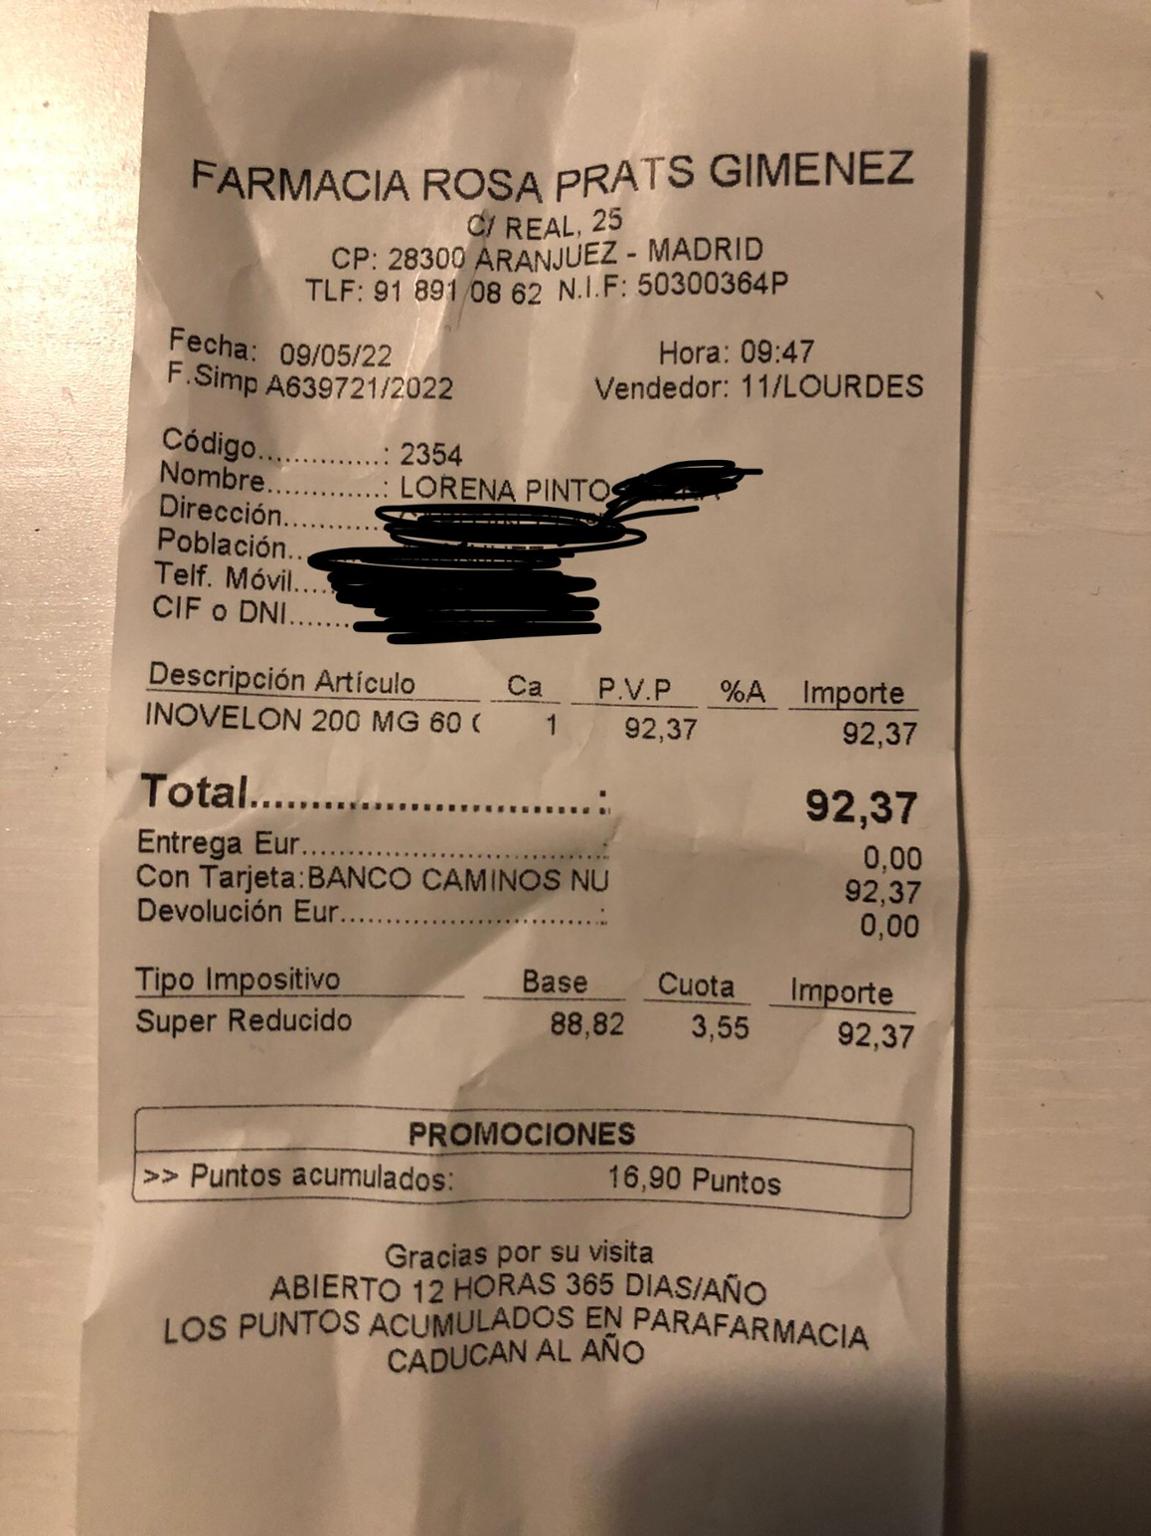 FARMACIA ROSA PRATS GIMENEZ
C/ REAL, 25
CP: 28300 ARANJUEZ - MADRID
TLF: 91 891 08 62 N.I.F: 50300364P
Fecha: 09/05/22 Hora: 09:47
F.Simp A639721/2022 Vendedor: 11/LOURDES
Código..............: 2354
Nombre.............: LORENA PINTO
Dirección...........
Población..
Telf. Móvil....
CIF o DNI.......
Descripción Artículo Ca P.V.P %A Importe
INOVELON 200 MG 60 ( 1 92,37 92,37
Total..............................: 92,37
Entrega Eur..............................: 0,00
Con Tarjeta:BANCO CAMINOS NU 92,37
Devolución Eur..........................: 0,00
Tipo Impositivo Base Cuota Importe
Super Reducido 88,82 3,55 92,37
PROMOCIONES
>> Puntos acumulados: 16,90 Puntos
Gracias por su visita
ABIERTO 12 HORAS 365 DIAS/AÑO
LOS PUNTOS ACUMULADOS EN PARAFARMACIA
CADUCAN AL AÑO